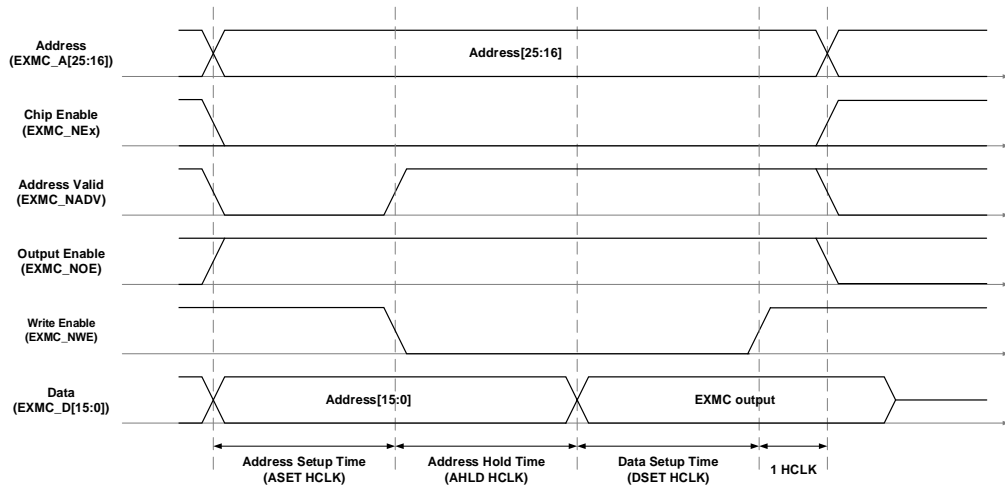 Address
(EXMC_A[25:16])
Address[25:16]
Chip Enable
(EXMC_NEx)
Address Valid
(EXMC_NADV)
Output Enable
(EXMC_NOE)
Write Enable
(EXMC_NWE)
Data
(EXMC_D[15:0])
Address[15:0]
EXMC output
Address Setup Time
(ASET HCLK)
Address Hold Time
(AHLD HCLK)
Data Setup Time
(DSET HCLK)
1 HCLK